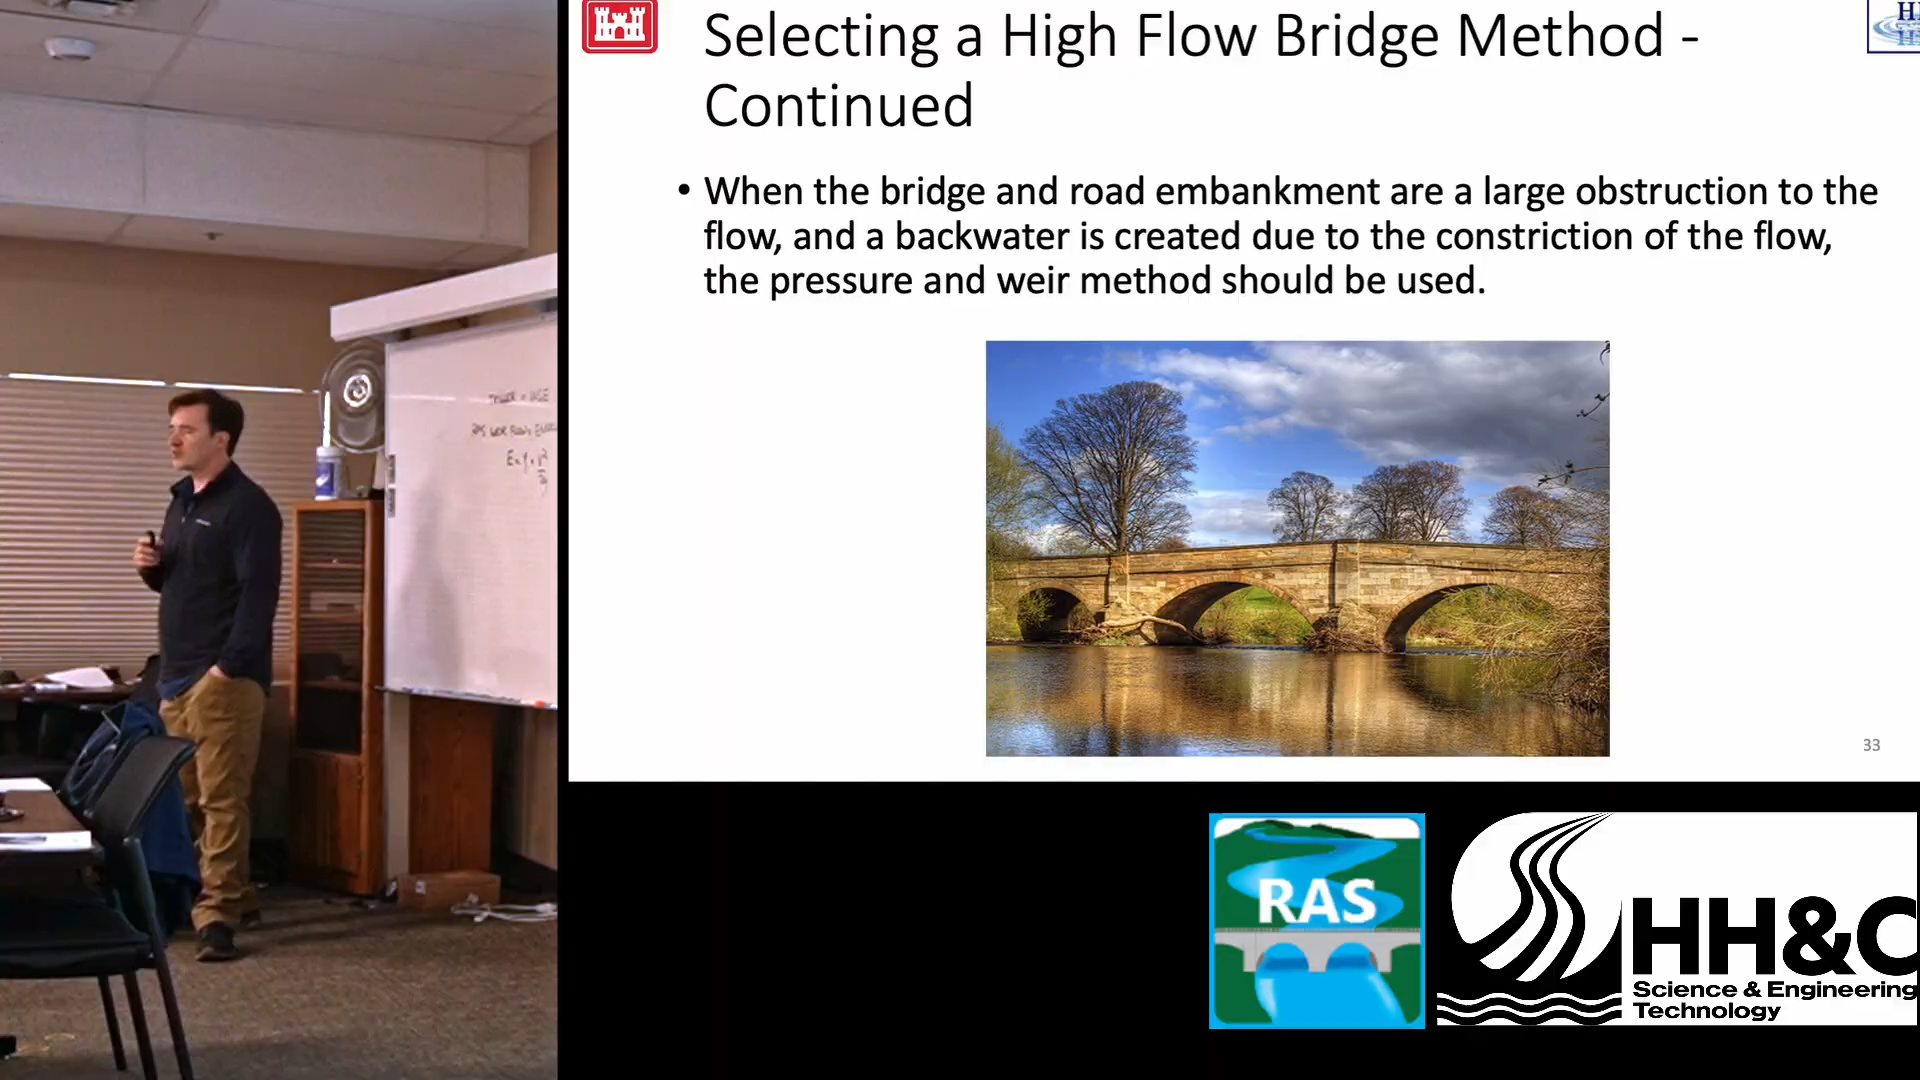 Selecting a High Flow Bridge Method -
Continued
• When the bridge and road embankment are a large obstruction to the
flow, and a backwater is created due to the constriction of the flow,
the pressure and weir method should be used.
33
RAS
HH&C
Science & Engineering
Technology